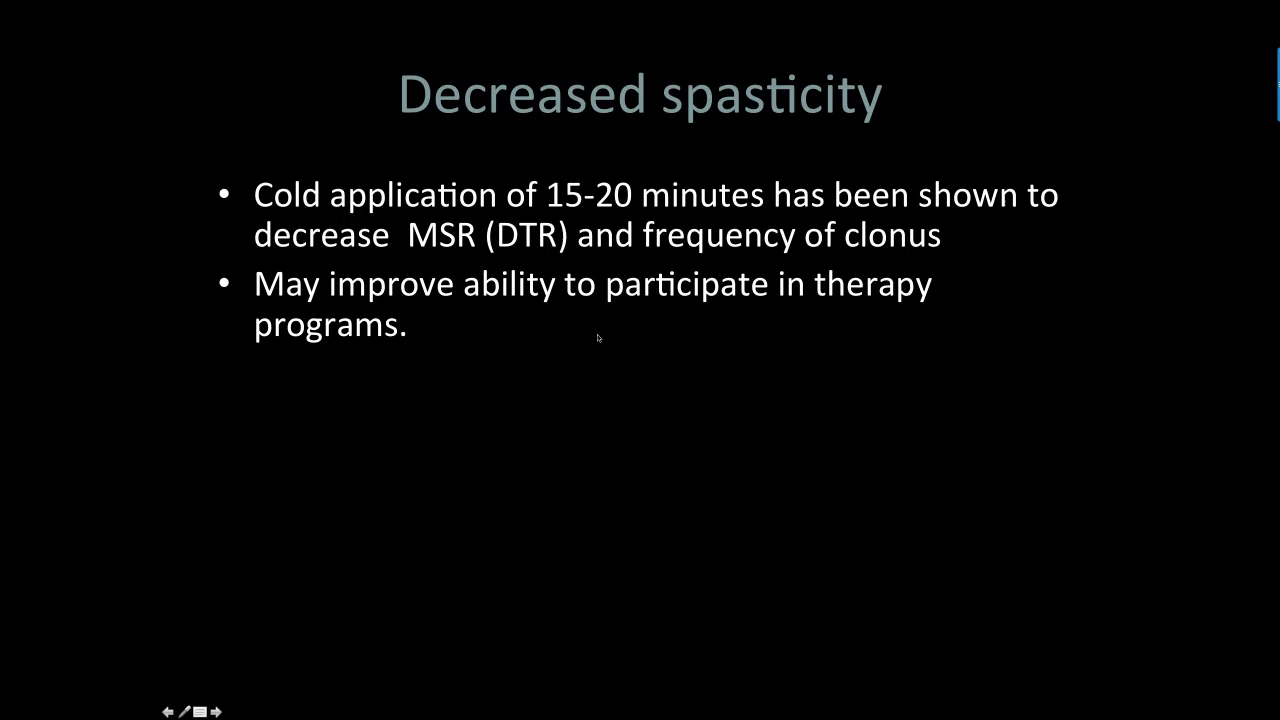 Decreased spasticity
• Cold application of 15-20 minutes has been shown to
decrease  MSR (DTR) and frequency of clonus
• May improve ability to participate in therapy
programs.